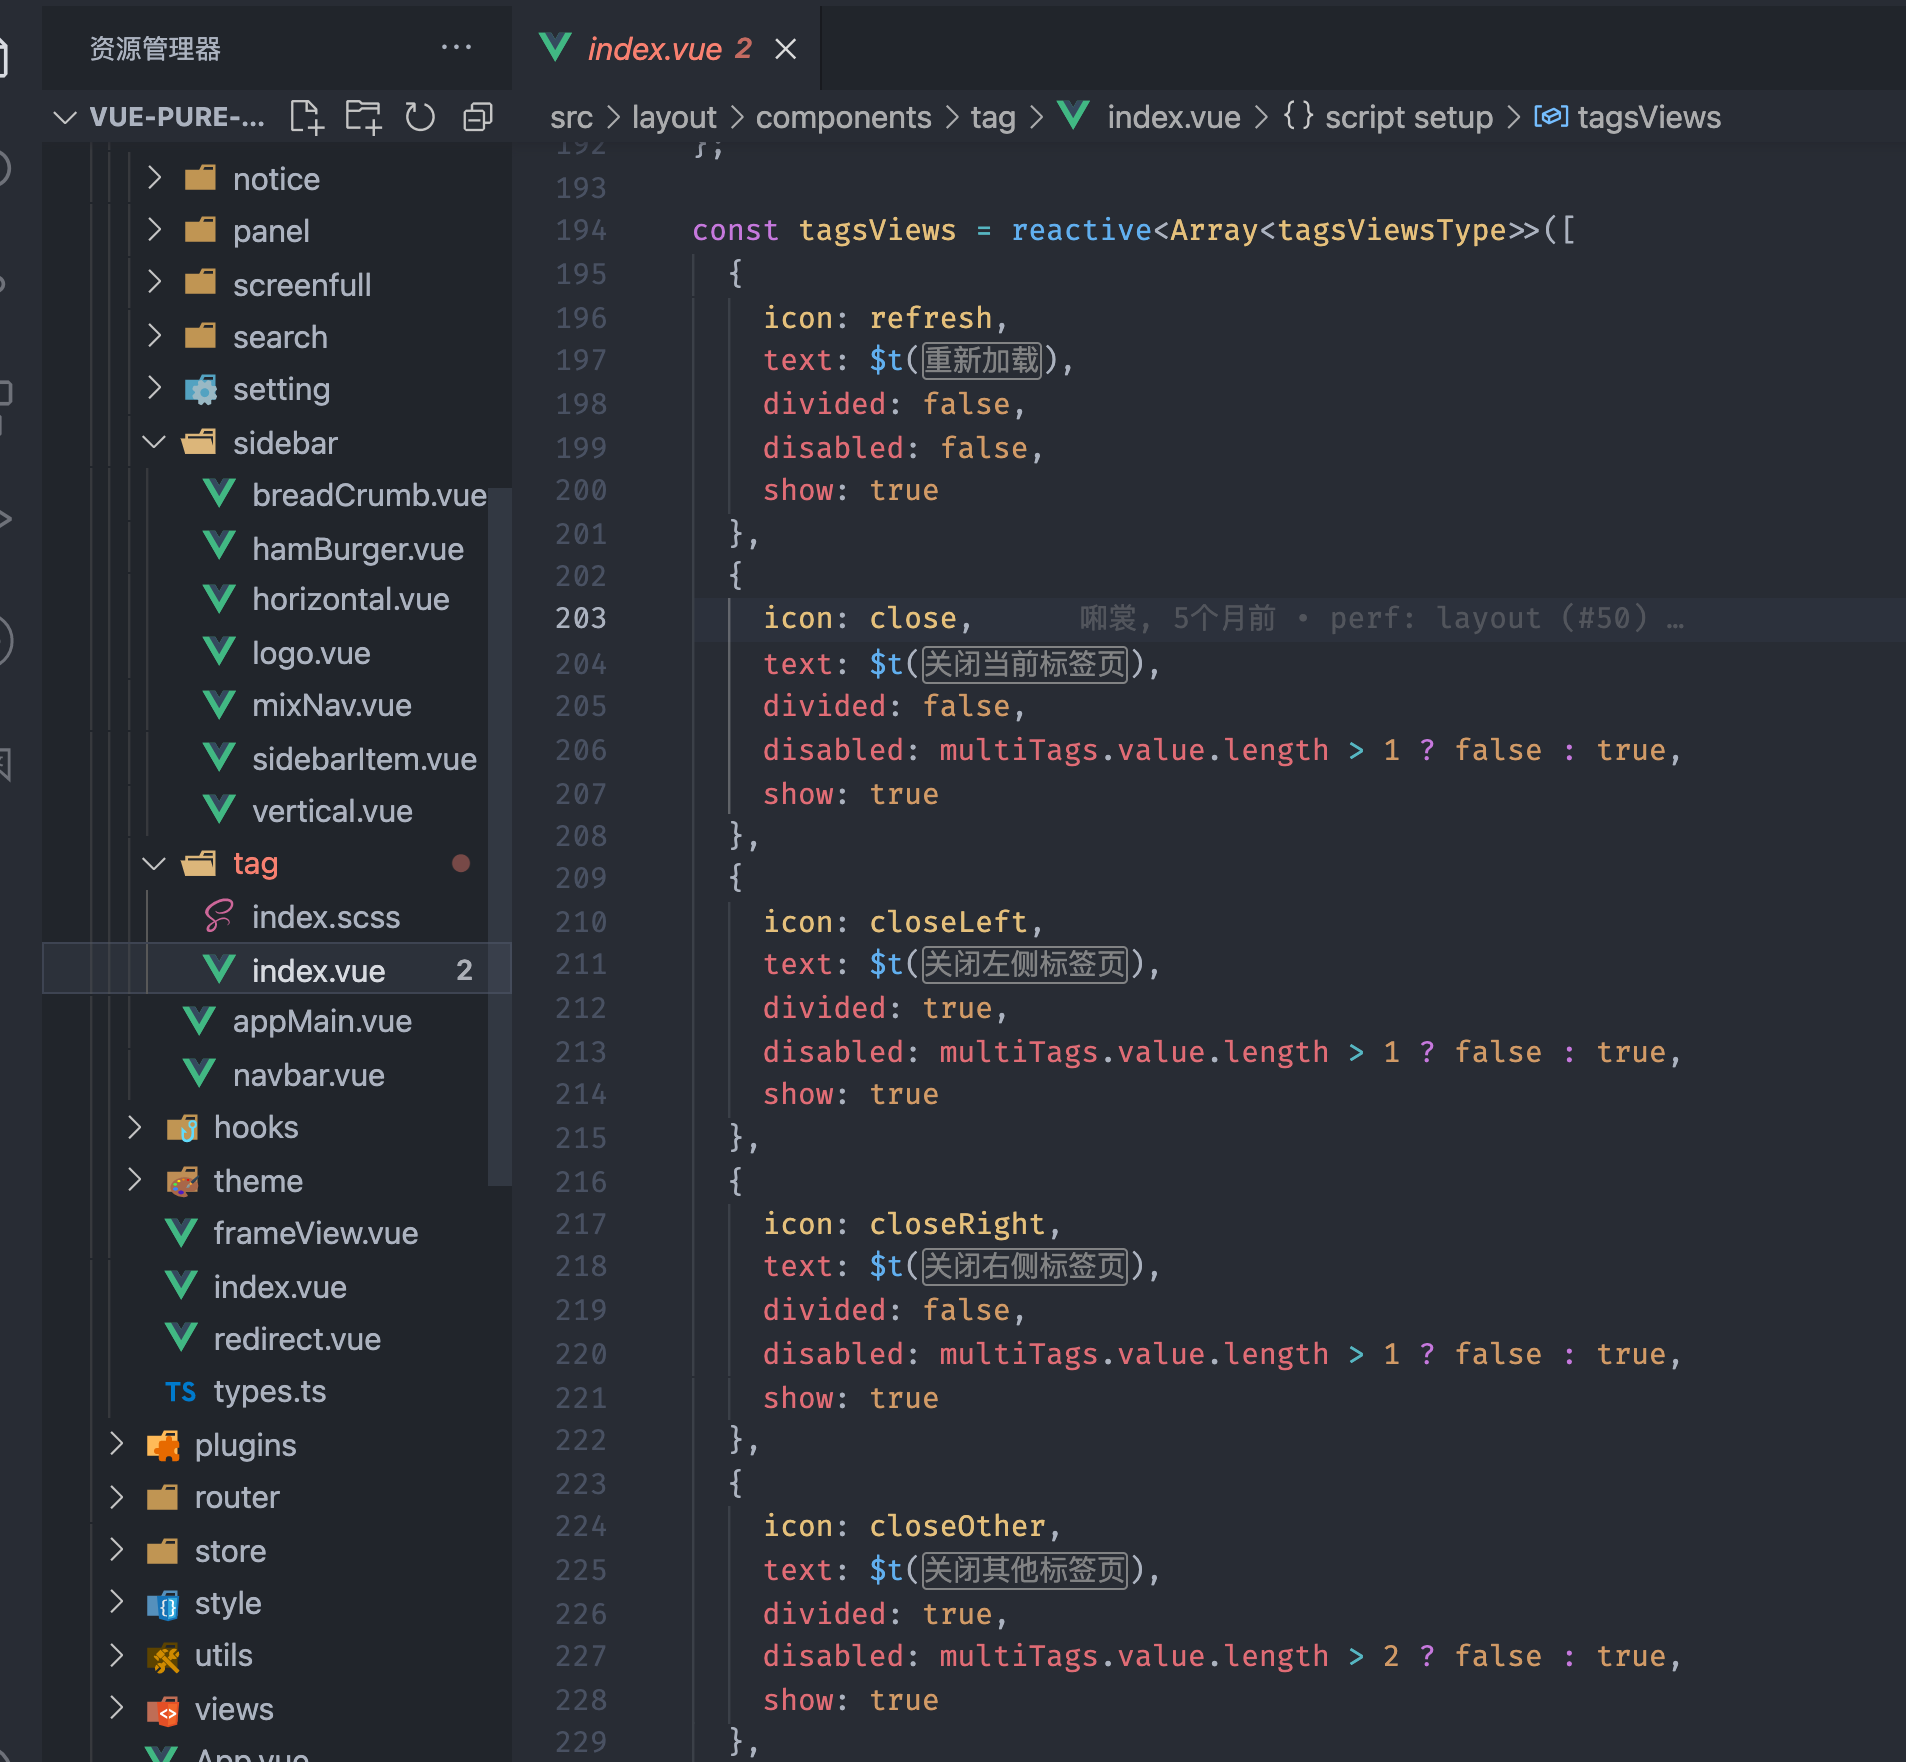 资源管理器 ···
VUE-PURE-...
notice
panel
screenfull
search
setting
sidebar
breadCrumb.vue
hamBurger.vue
horizontal.vue
logo.vue
mixNav.vue
sidebarItem.vue
vertical.vue
tag
index.scss
index.vue 2
appMain.vue
navbar.vue
hooks
theme
frameView.vue
index.vue
redirect.vue
TS types.ts
plugins
router
store
style
utils
views
App.vue
index.vue 2
src > layout > components > tag > index.vue > {} script setup > tagsViews
192 };
193
194 const tagsViews = reactive<Array<tagsViewsType>>([
195 {
196 icon: refresh,
197 text: $t(重新加载),
198 divided: false,
199 disabled: false,
200 show: true
201 },
202 {
203 icon: close, 唰裳, 5个月前 • perf: layout (#50) …
204 text: $t(关闭当前标签页),
205 divided: false,
206 disabled: multiTags.value.length > 1 ? false : true,
207 show: true
208 },
209 {
210 icon: closeLeft,
211 text: $t(关闭左侧标签页),
212 divided: true,
213 disabled: multiTags.value.length > 1 ? false : true,
214 show: true
215 },
216 {
217 icon: closeRight,
218 text: $t(关闭右侧标签页),
219 divided: false,
220 disabled: multiTags.value.length > 1 ? false : true,
221 show: true
222 },
223 {
224 icon: closeOther,
225 text: $t(关闭其他标签页),
226 divided: true,
227 disabled: multiTags.value.length > 2 ? false : true,
228 show: true
229 },